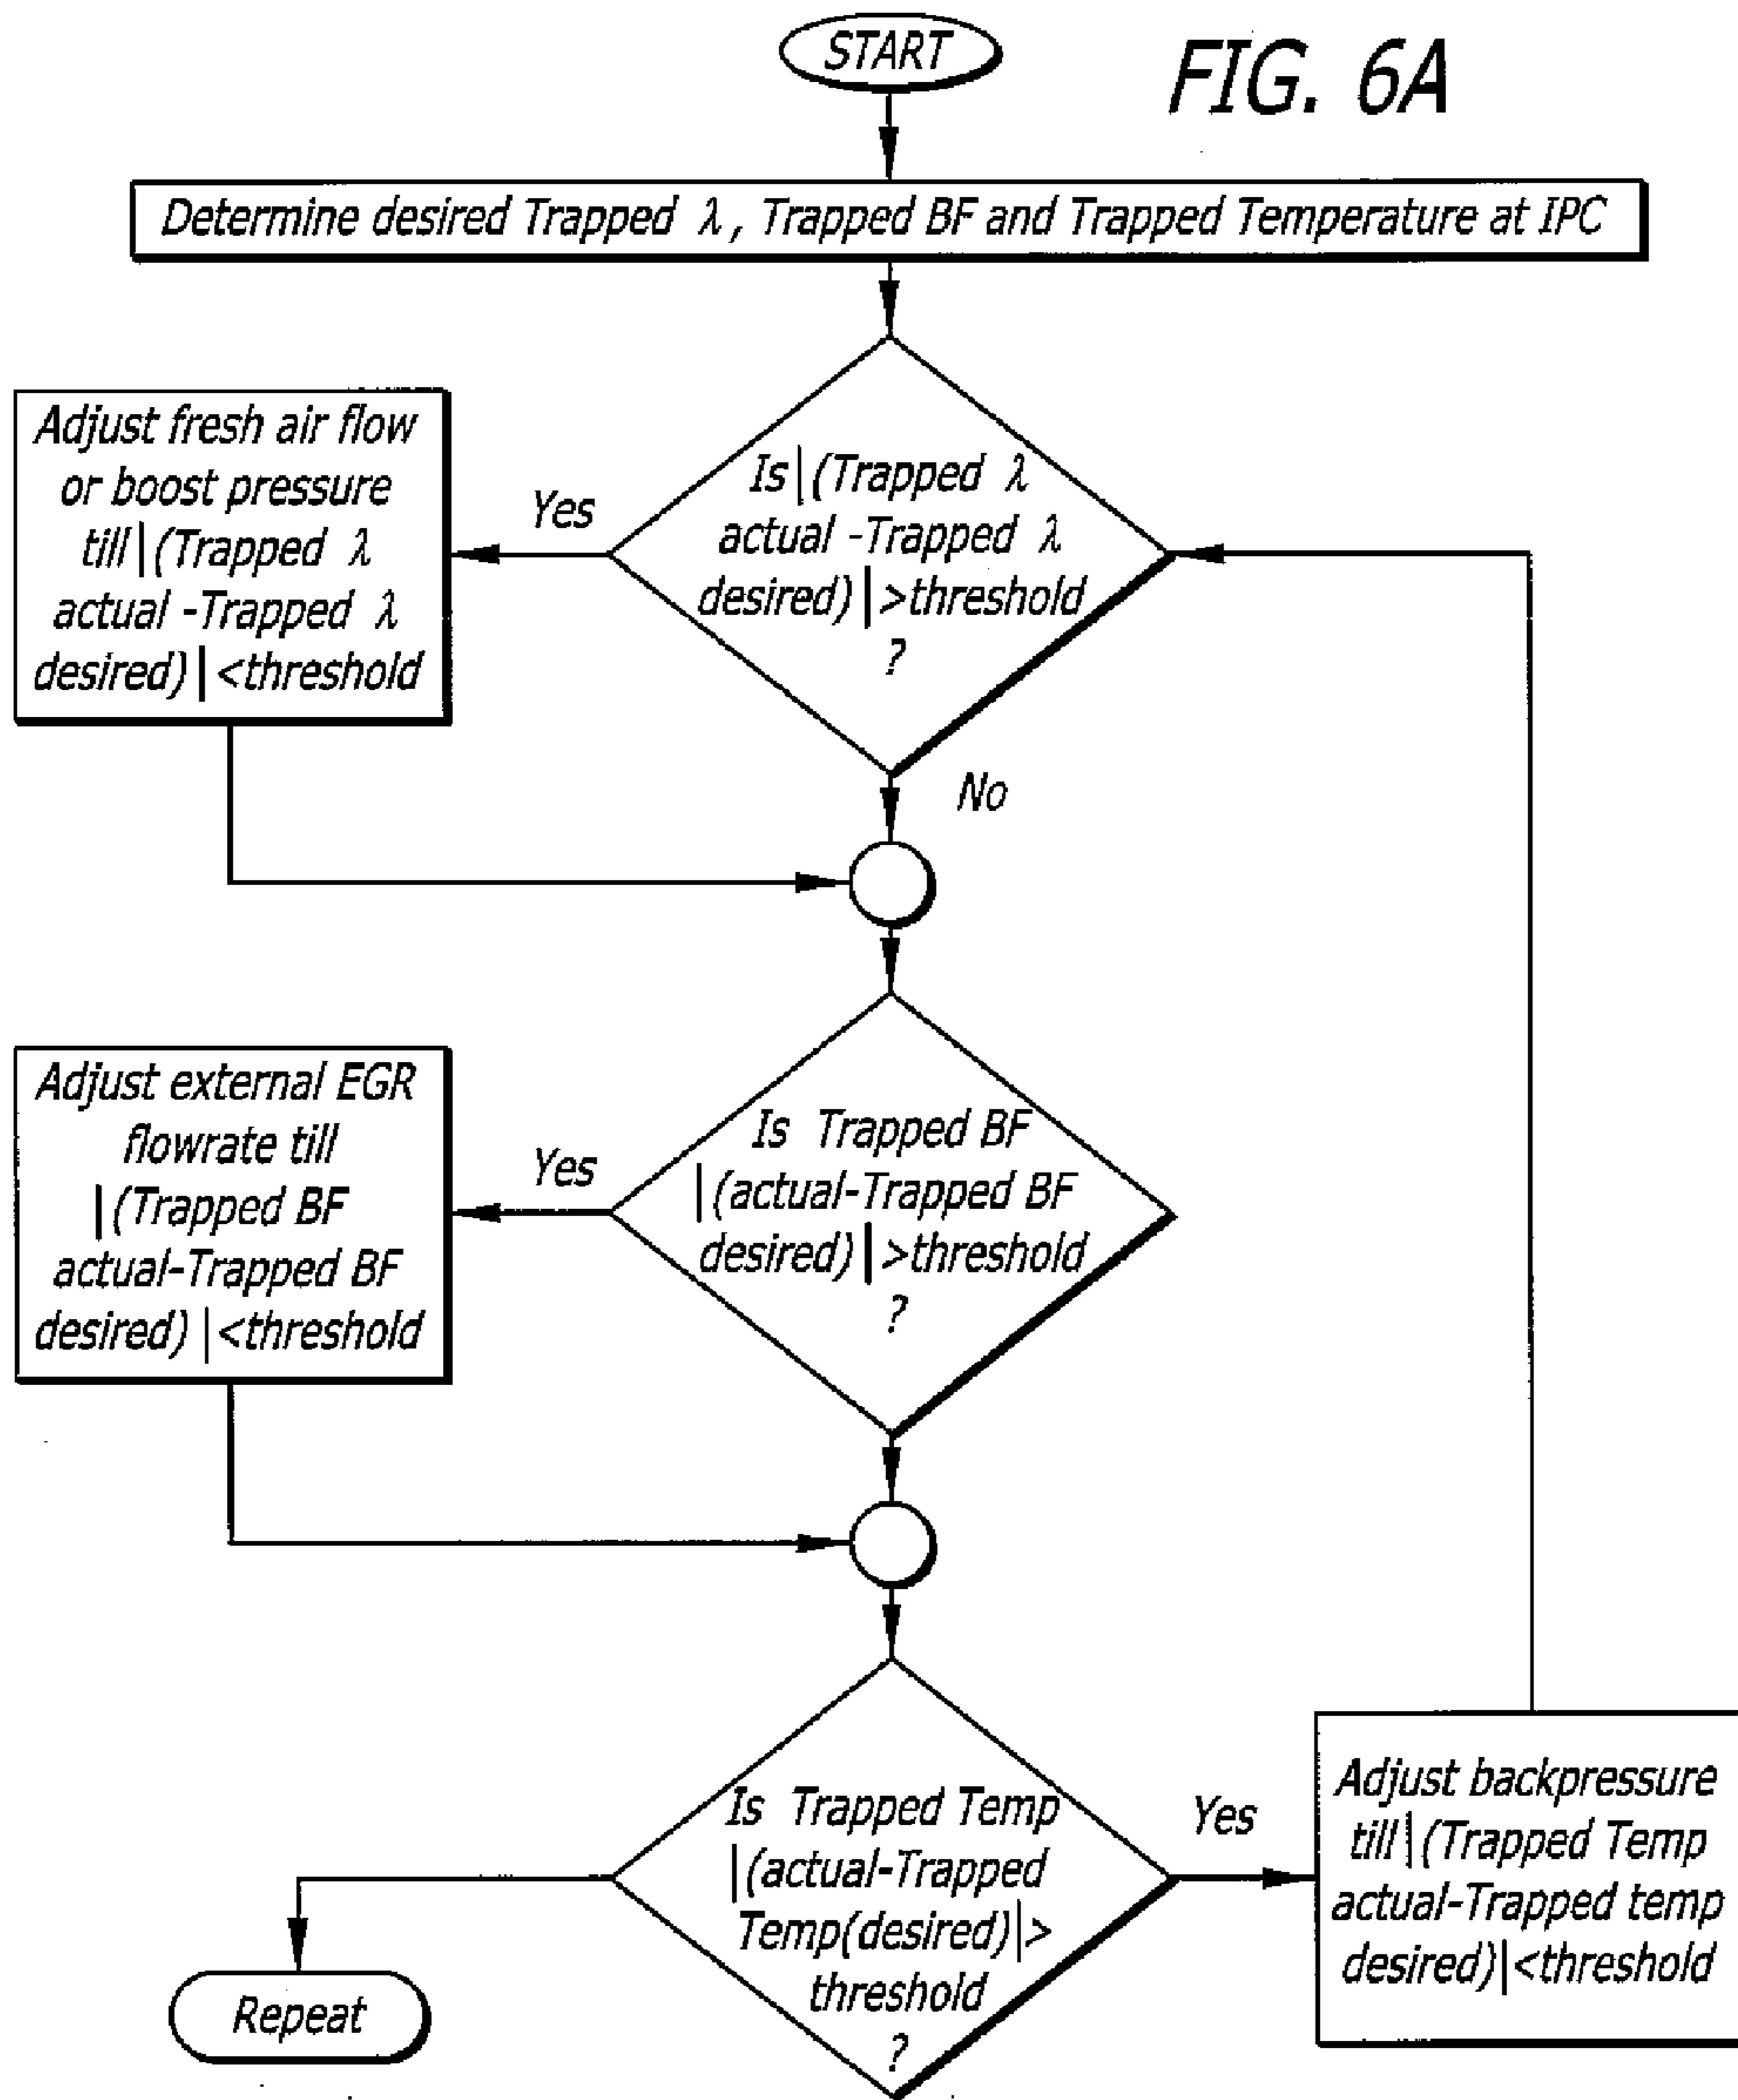 START
FIG. 6A
Determine desired Trapped λ, Trapped BF and Trapped Temperature at IPC
Adjust fresh air flow
or boost pressure
till|(Trapped λ
actual -Trapped λ
desired)|<threshold
Yes
Is|(Trapped λ
actual -Trapped λ
desired)|>threshold
?
No
Adjust external EGR
flowrate till
|(Trapped BF
actual-Trapped BF
desired)|<threshold
Yes
Is Trapped BF
|(actual-Trapped BF
desired)|>threshold
?
Is Trapped Temp
|(actual-Trapped
Temp(desired)|>
threshold
?
Yes
Adjust backpressure
till|(Trapped Temp
actual-Trapped temp
desired)|<threshold
Repeat